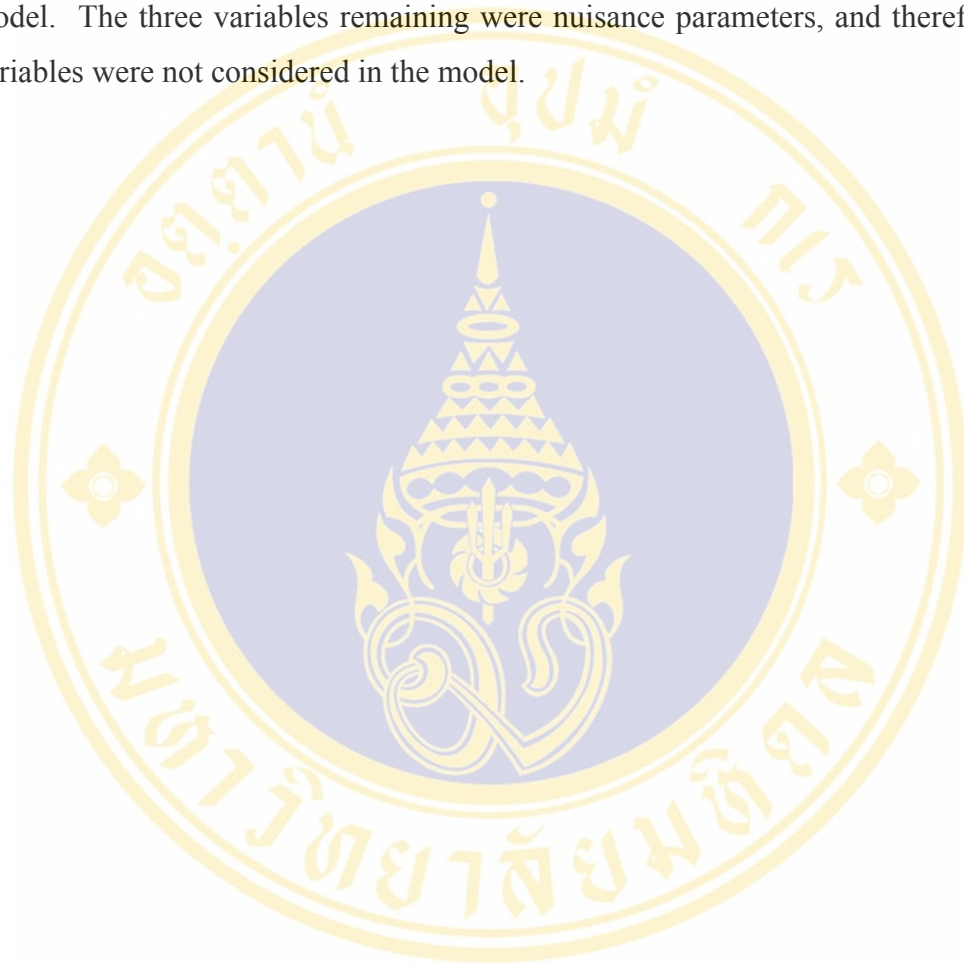 odel. The three variables remaining were nuisance parameters, and theref
riables were not considered in the model.
อตฺตานํ อุปมํ กเร
มหาวิทยาลัยมหิดล